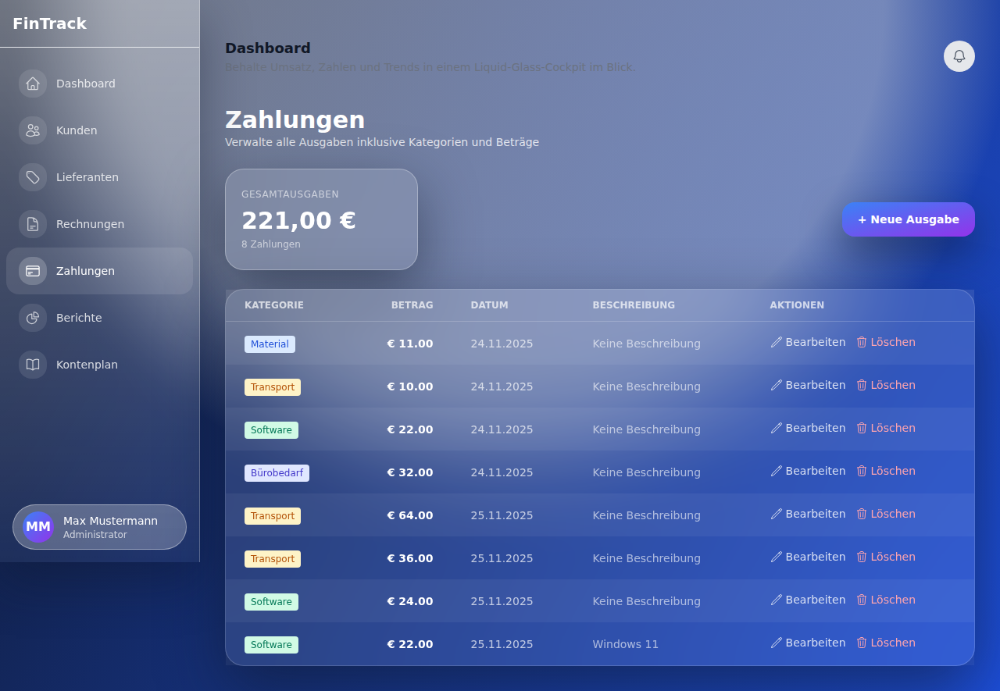 FinTrack
Dashboard
Kunden
Lieferanten
Rechnungen
Zahlungen
Berichte
Kontenplan
MM
Max Mustermann
Administrator
Dashboard
Behalte Umsatz, Zahlen und Trends in einem Liquid-Glass-Cockpit im Blick.
Zahlungen
Verwalte alle Ausgaben inklusive Kategorien und Beträge
GESAMTAUSGABEN
221,00 €
8 Zahlungen
+ Neue Ausgabe
KATEGORIE BETRAG DATUM BESCHREIBUNG AKTIONEN
Material € 11.00 24.11.2025 Keine Beschreibung Bearbeiten Löschen
Transport € 10.00 24.11.2025 Keine Beschreibung Bearbeiten Löschen
Software € 22.00 24.11.2025 Keine Beschreibung Bearbeiten Löschen
Bürobedarf € 32.00 24.11.2025 Keine Beschreibung Bearbeiten Löschen
Transport € 64.00 25.11.2025 Keine Beschreibung Bearbeiten Löschen
Transport € 36.00 25.11.2025 Keine Beschreibung Bearbeiten Löschen
Software € 24.00 25.11.2025 Keine Beschreibung Bearbeiten Löschen
Software € 22.00 25.11.2025 Windows 11 Bearbeiten Löschen